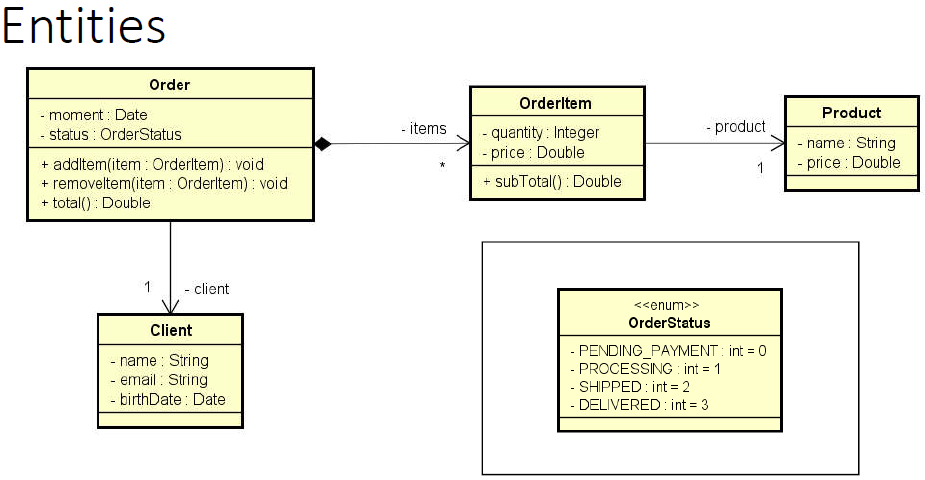 Entities
Order
- moment : Date
- status : OrderStatus
+ addItem(item : OrderItem) : void
+ removeItem(item : OrderItem) : void
+ total() : Double
- items
*
OrderItem
- quantity : Integer
- price : Double
+ subTotal() : Double
- product
1
Product
- name : String
- price : Double
1
- client
Client
- name : String
- email : String
- birthDate : Date
<<enum>>
OrderStatus
- PENDING_PAYMENT : int = 0
- PROCESSING : int = 1
- SHIPPED : int = 2
- DELIVERED : int = 3